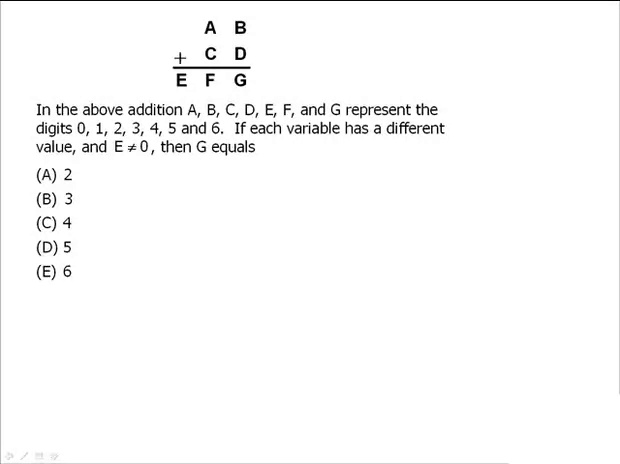 A B
+ C D
E F G
In the above addition A, B, C, D, E, F, and G represent the
digits 0, 1, 2, 3, 4, 5 and 6.  If each variable has a different
value, and E ≠ 0, then G equals
(A) 2
(B) 3
(C) 4
(D) 5
(E) 6